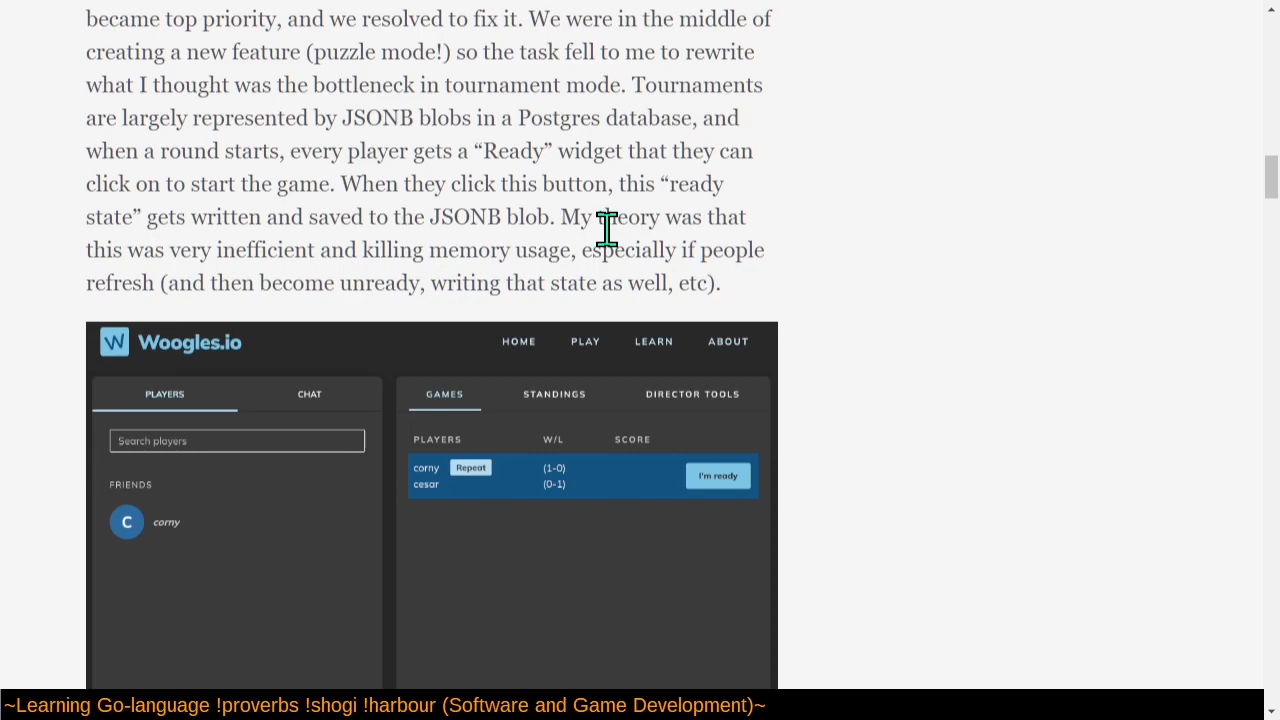 became top priority, and we resolved to fix it. We were in the middle of
creating a new feature (puzzle mode!) so the task fell to me to rewrite
what I thought was the bottleneck in tournament mode. Tournaments
are largely represented by JSONB blobs in a Postgres database, and
when a round starts, every player gets a “Ready” widget that they can
click on to start the game. When they click this button, this “ready
state” gets written and saved to the JSONB blob. My theory was that
this was very inefficient and killing memory usage, especially if people
refresh (and then become unready, writing that state as well, etc).
W Woogles.io HOME PLAY LEARN ABOUT
PLAYERS CHAT
Search players
FRIENDS
C corny
GAMES STANDINGS DIRECTOR TOOLS
PLAYERS W/L SCORE
corny Repeat (1-0)
cesar (0-1)
I'm ready
~Learning Go-language !proverbs !shogi !harbour (Software and Game Development)~